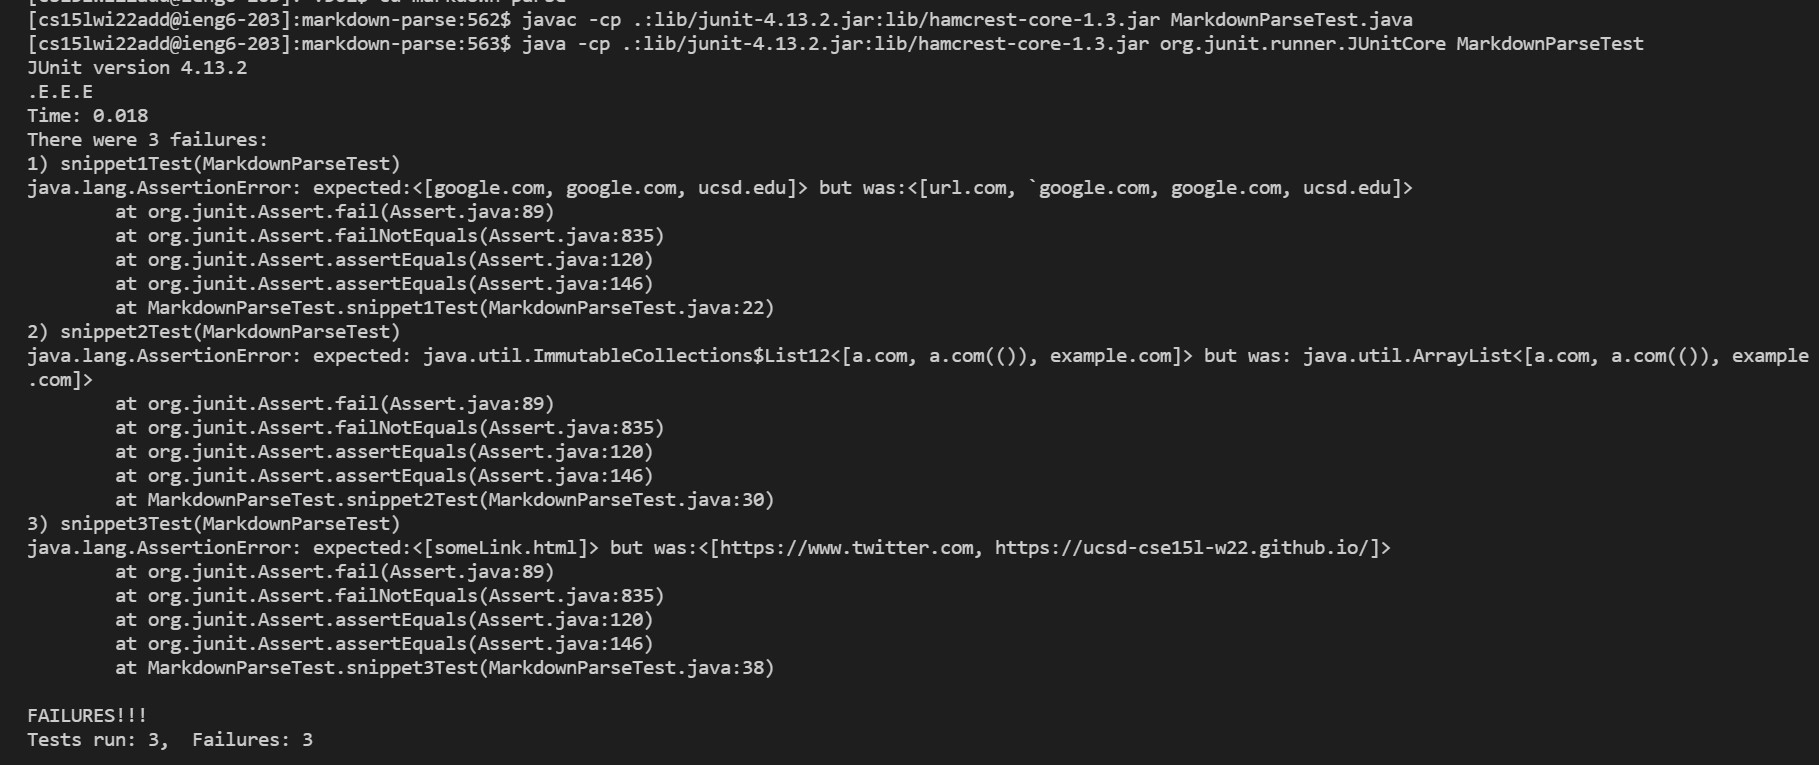 [cs15lwi22add@ieng6-203]:markdown-parse:562$ javac -cp .:lib/junit-4.13.2.jar:lib/hamcrest-core-1.3.jar MarkdownParseTest.java
[cs15lwi22add@ieng6-203]:markdown-parse:563$ java -cp .:lib/junit-4.13.2.jar:lib/hamcrest-core-1.3.jar org.junit.runner.JUnitCore MarkdownParseTest
JUnit version 4.13.2
.E.E.E
Time: 0.018
There were 3 failures:
1) snippet1Test(MarkdownParseTest)
java.lang.AssertionError: expected:<[google.com, google.com, ucsd.edu]> but was:<[url.com, `google.com, google.com, ucsd.edu]>
        at org.junit.Assert.fail(Assert.java:89)
        at org.junit.Assert.failNotEquals(Assert.java:835)
        at org.junit.Assert.assertEquals(Assert.java:120)
        at org.junit.Assert.assertEquals(Assert.java:146)
        at MarkdownParseTest.snippet1Test(MarkdownParseTest.java:22)
2) snippet2Test(MarkdownParseTest)
java.lang.AssertionError: expected: java.util.ImmutableCollections$List12<[a.com, a.com(()), example.com]> but was: java.util.ArrayList<[a.com, a.com(()), example
.com]>
        at org.junit.Assert.fail(Assert.java:89)
        at org.junit.Assert.failNotEquals(Assert.java:835)
        at org.junit.Assert.assertEquals(Assert.java:120)
        at org.junit.Assert.assertEquals(Assert.java:146)
        at MarkdownParseTest.snippet2Test(MarkdownParseTest.java:30)
3) snippet3Test(MarkdownParseTest)
java.lang.AssertionError: expected:<[someLink.html]> but was:<[https://www.twitter.com, https://ucsd-cse15l-w22.github.io/]>
        at org.junit.Assert.fail(Assert.java:89)
        at org.junit.Assert.failNotEquals(Assert.java:835)
        at org.junit.Assert.assertEquals(Assert.java:120)
        at org.junit.Assert.assertEquals(Assert.java:146)
        at MarkdownParseTest.snippet3Test(MarkdownParseTest.java:38)

FAILURES!!!
Tests run: 3,  Failures: 3